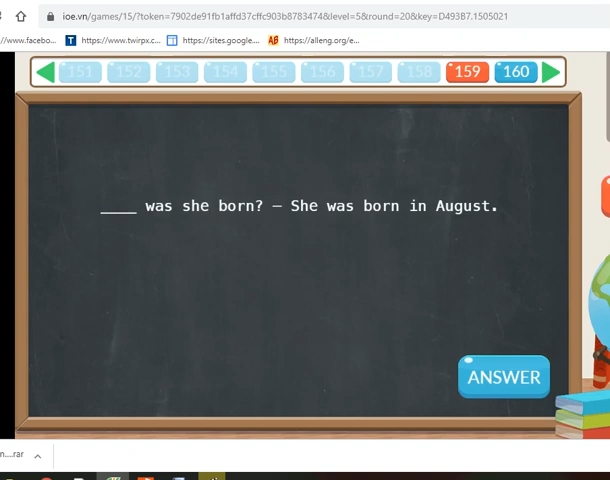 ioe.vn/games/15/?token=7902de91fb1affd37cffc903b8783474&level=5&round=20&key=D493B7.1505021
//www.facebo... https://www.twirpx.c... https://sites.google.... https://alleng.org/e...
151 152 153 154 155 156 157 158 159 160
____ was she born? – She was born in August.
ANSWER
n....rar